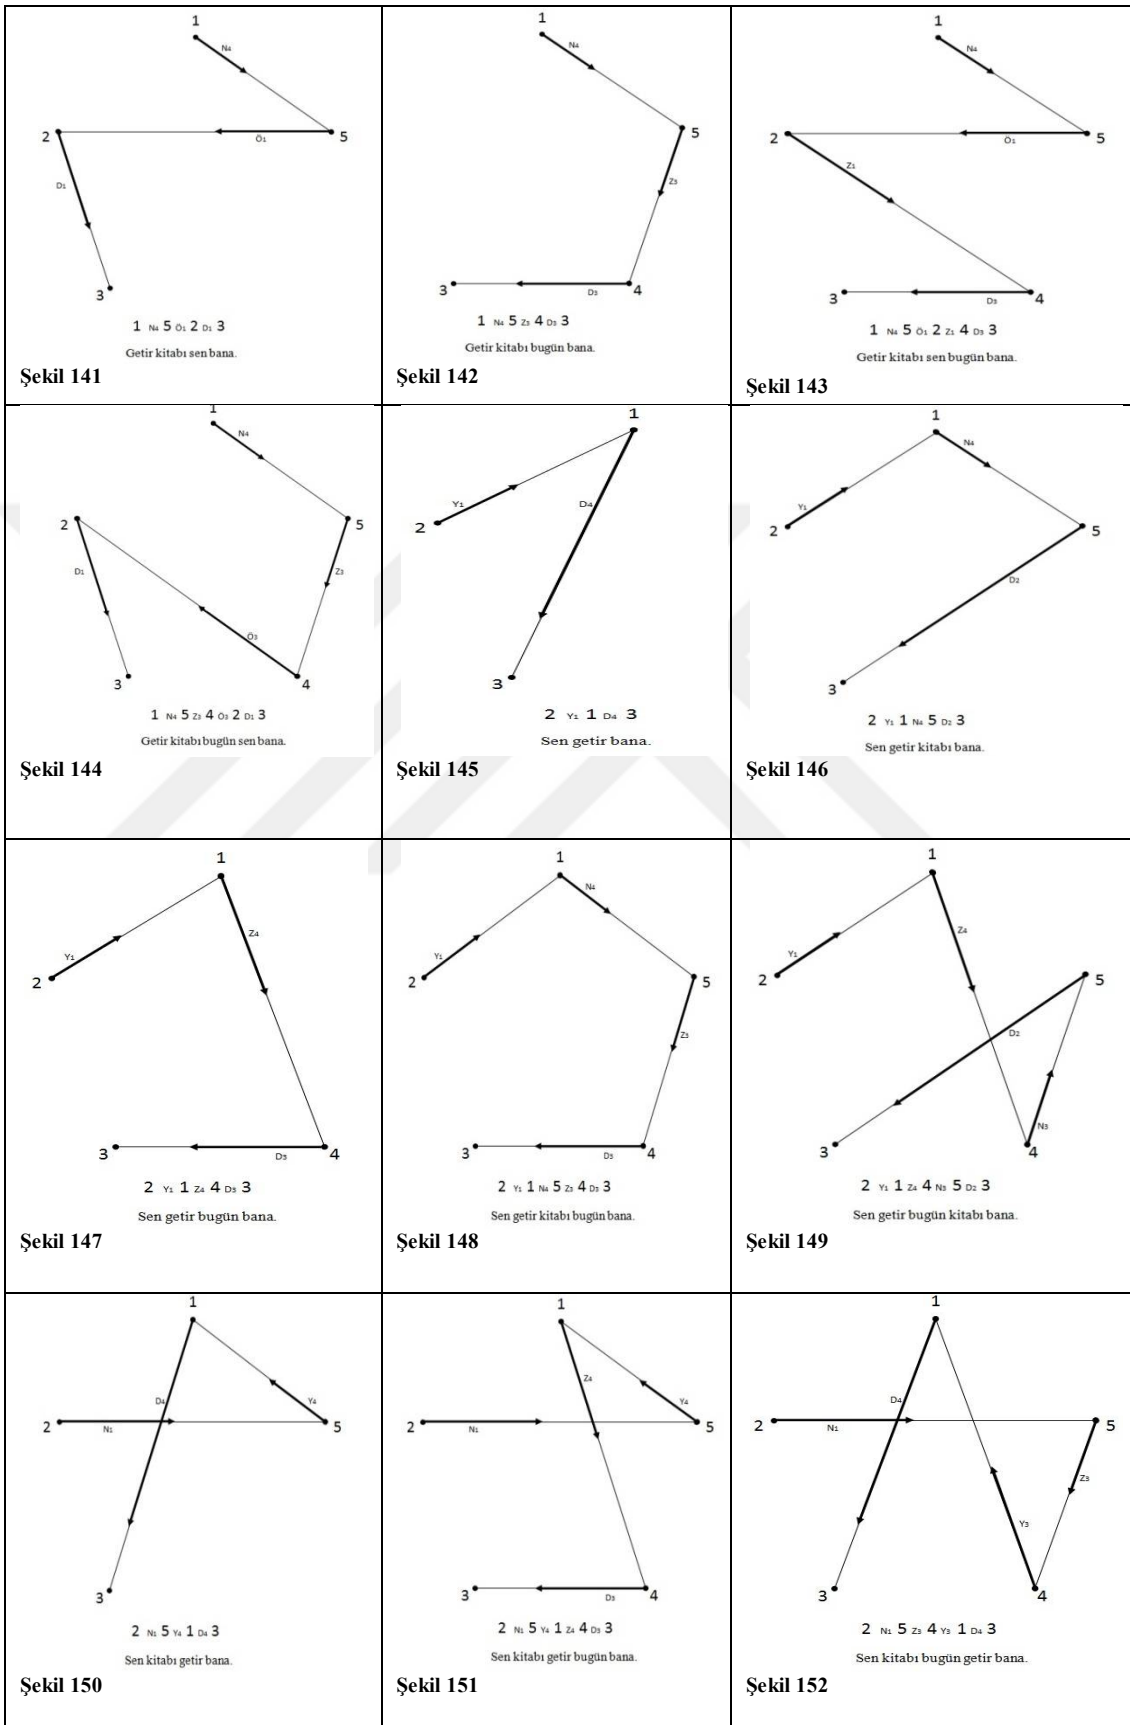 1
N4
2
Ö1
5
D1
3
1 N4 5 Ö1 2 D1 3
Getir kitabı sen bana.
Şekil 141
1
N4
5
Z3
3
D3
4
1 N4 5 Z3 4 D3 3
Getir kitabı bugün bana.
Şekil 142
1
N4
2
Ö1
5
Z1
3
D3
4
1 N4 5 Ö1 2 Z1 4 D3 3
Getir kitabı sen bugün bana.
Şekil 143
1
N4
2
5
D1
Z3
Ö3
3
4
1 N4 5 Z3 4 Ö3 2 D1 3
Getir kitabı bugün sen bana.
Şekil 144
1
Y1
D4
2
3
2 Y1 1 D4 3
Sen getir bana.
Şekil 145
1
N4
Y1
2
5
D2
3
2 Y1 1 N4 5 D2 3
Sen getir kitabı bana.
Şekil 146
1
Z4
Y1
2
3
D3
4
2 Y1 1 Z4 4 D3 3
Sen getir bugün bana.
Şekil 147
1
N4
Y1
2
5
Z3
3
D3
4
2 Y1 1 N4 5 Z3 4 D3 3
Sen getir kitabı bugün bana.
Şekil 148
1
Z4
Y1
2
5
D2
N3
3
4
2 Y1 1 Z4 4 N3 5 D2 3
Sen getir bugün kitabı bana.
Şekil 149
1
D4
Y4
2
N1
5
3
2 N1 5 Y4 1 D4 3
Sen kitabı getir bana.
Şekil 150
1
Z4
Y4
2
N1
5
3
D3
4
2 N1 5 Y4 1 Z4 4 D3 3
Sen kitabı getir bugün bana.
Şekil 151
1
D4
2
N1
5
Z3
Y3
3
4
2 N1 5 Z3 4 Y3 1 D4 3
Sen kitabı bugün getir bana.
Şekil 152